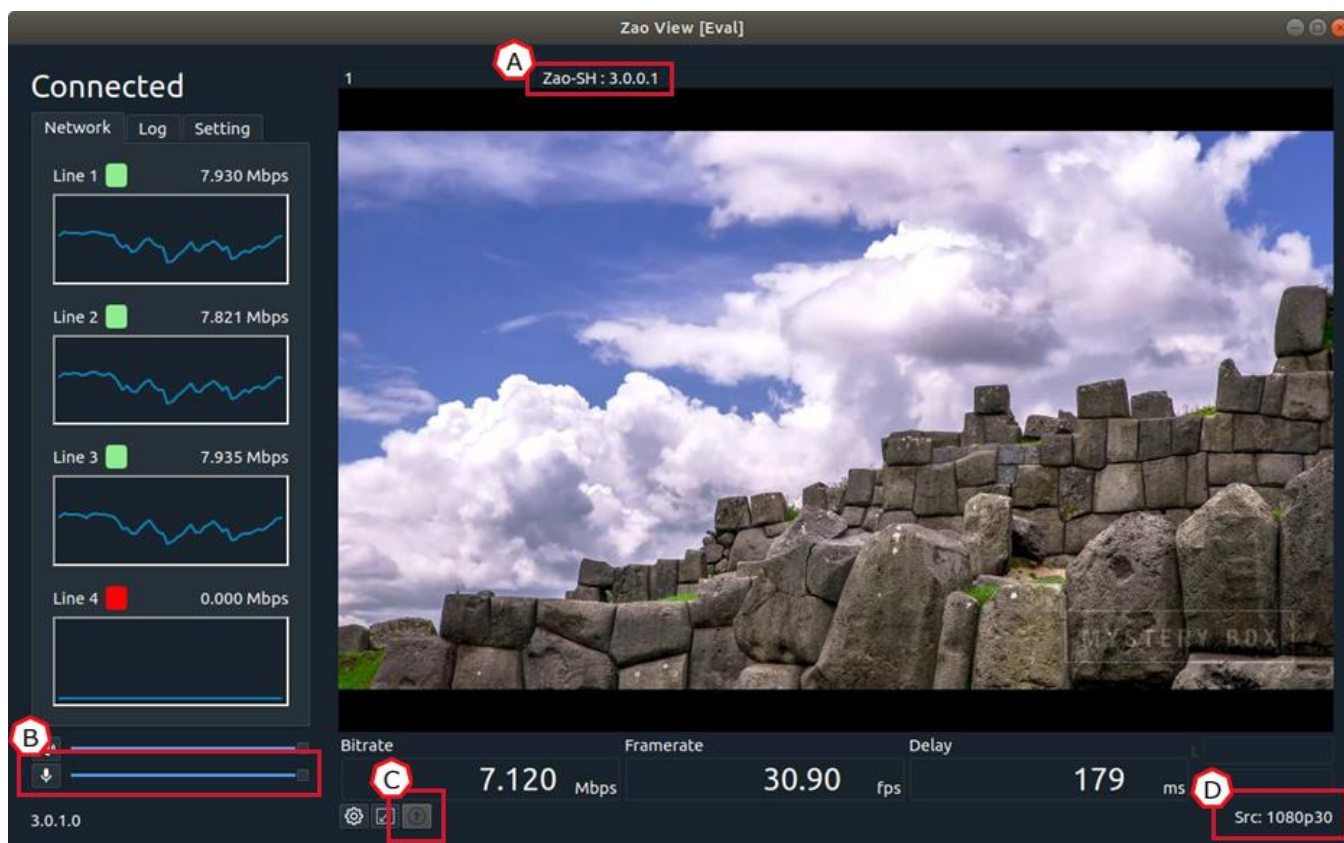 Zao View [Eval]
A
Connected
1
Zao-SH : 3.0.0.1
Network
Log
Setting
Line 1
7.930 Mbps
Line 2
7.821 Mbps
Line 3
7.935 Mbps
Line 4
0.000 Mbps
MYSTERY BOX
B
Bitrate
Framerate
Delay
L
C
7.120 Mbps
30.90 fps
179 ms
D
3.0.1.0
Src: 1080p30